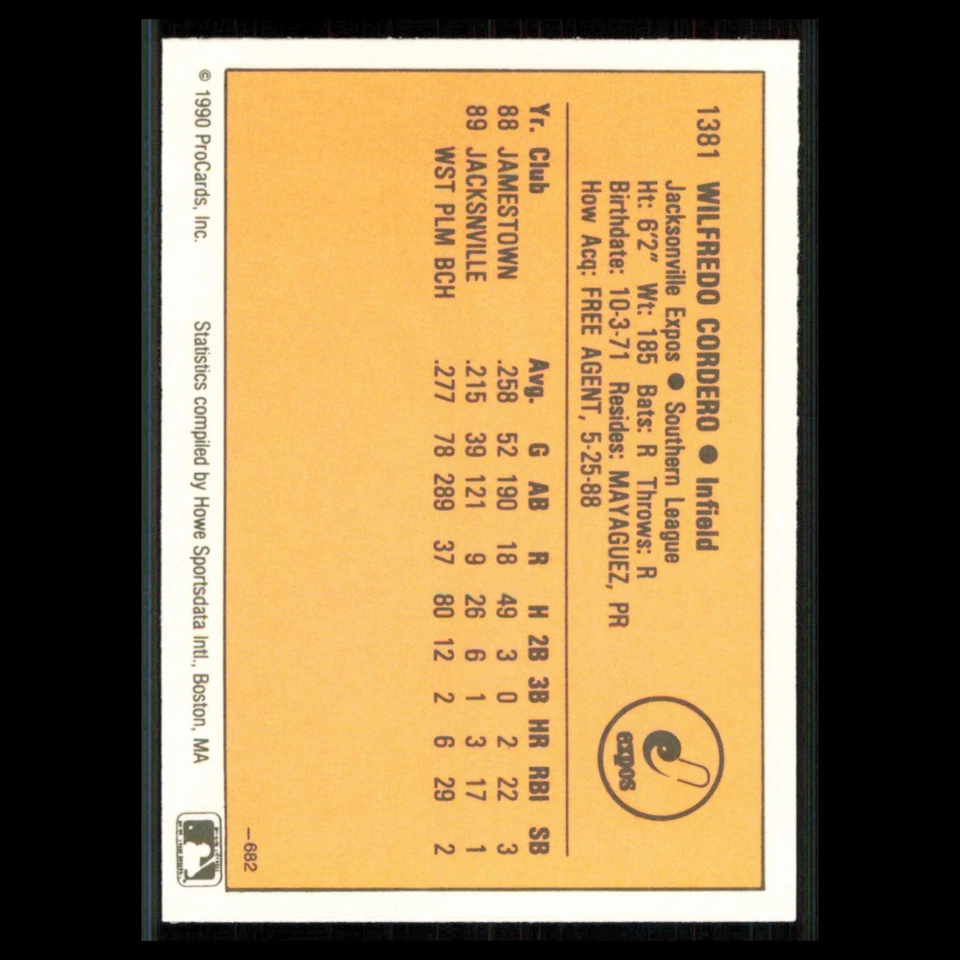 1381 WILFREDO CORDERO ● Infield
Jacksonville Expos ● Southern League
Ht: 6'2" Wt: 185 Bats: R Throws: R
Birthdate: 10-3-71 Resides: MAYAGUEZ, PR
How Acq: FREE AGENT, 5-25-88
expos
Yr. Club Avg. G AB R H 2B 3B HR RBI SB
88 JAMESTOWN .258 52 190 18 49 3 0 2 22 3
89 JACKSNVILLE .215 39 121 9 26 6 1 3 17 1
WST PLM BCH .277 78 289 37 80 12 2 6 29 2
—682
© 1990 ProCards, Inc. Statistics compiled by Howe Sportsdata Intl., Boston, MA